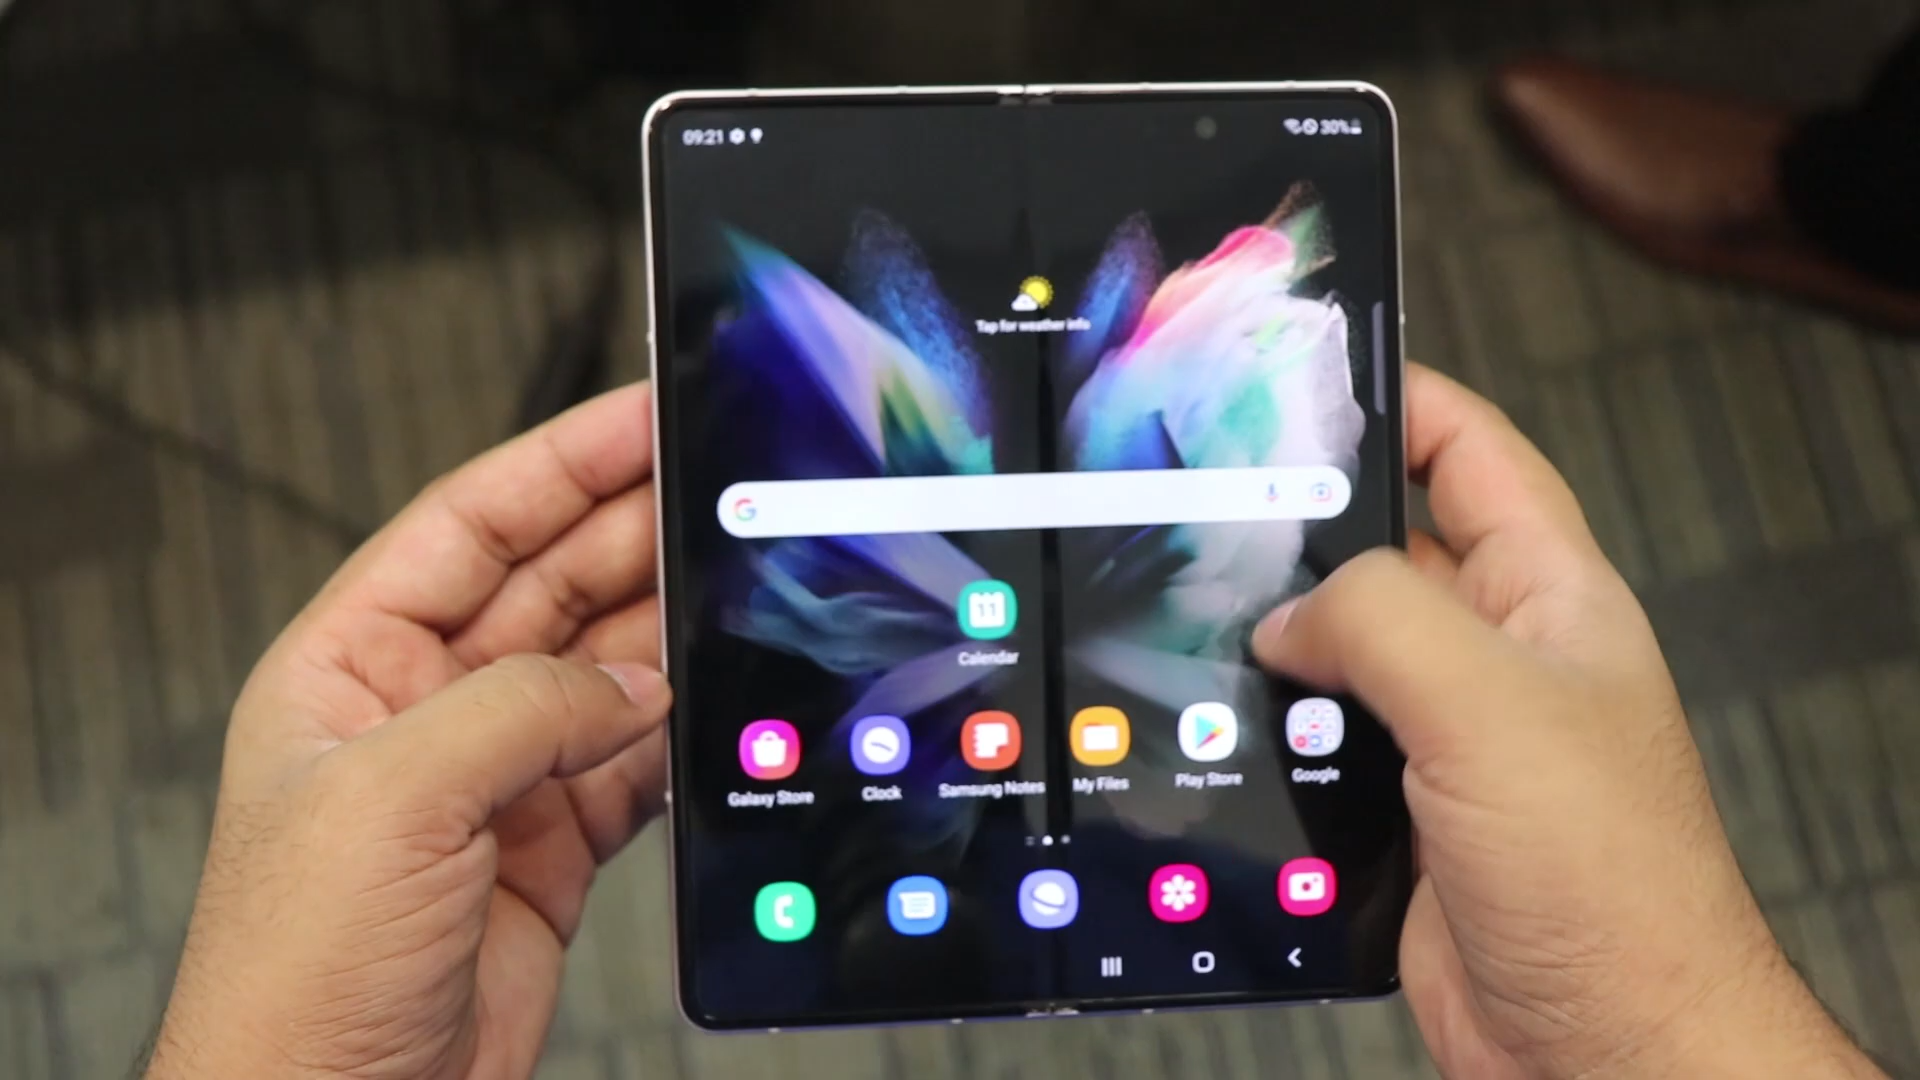 09:21
30%
Tap for weather info
G
11
Calendar
Galaxy Store
Clock
Samsung Notes
My Files
Play Store
Google